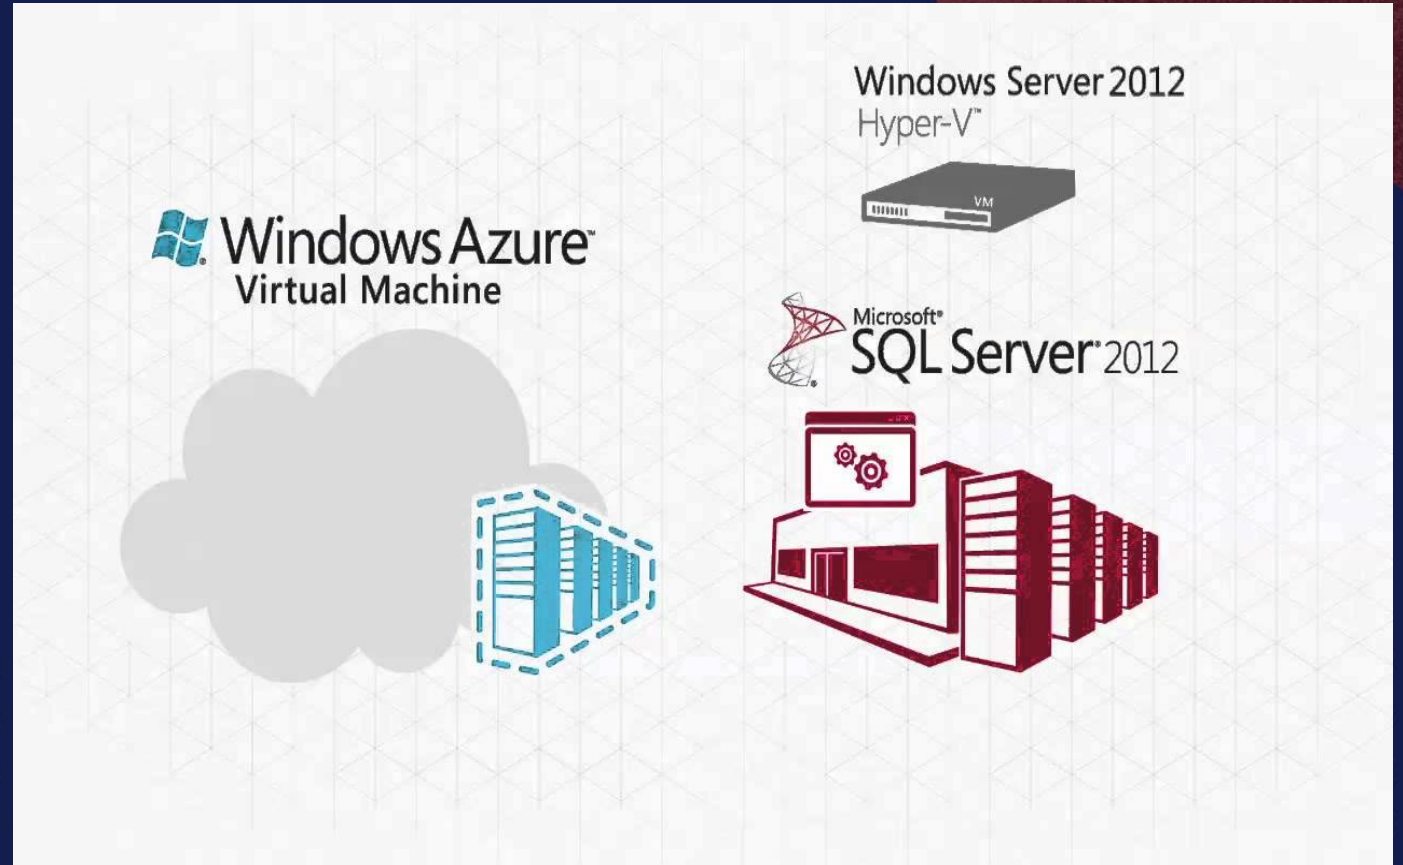 Windows Azure™
Virtual Machine
Windows Server 2012
Hyper-V™
VM
Microsoft®
SQL Server® 2012